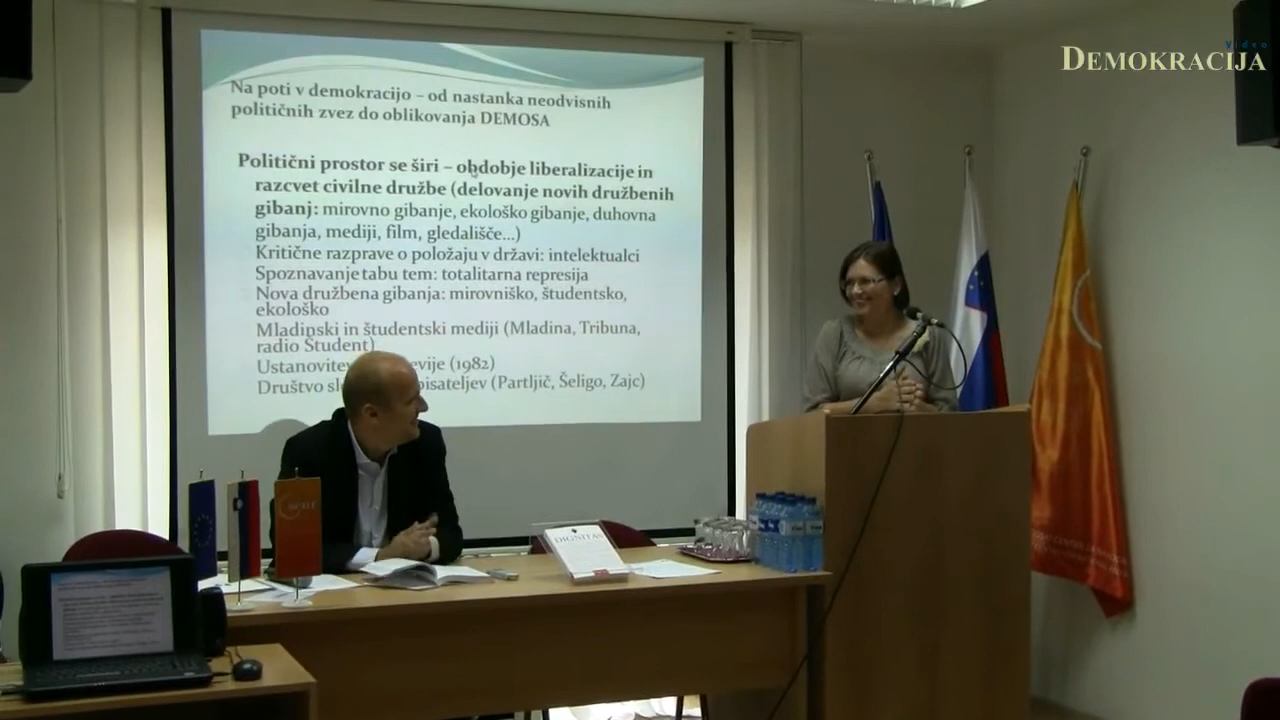 Video
DEMOKRACIJA
Na poti v demokracijo – od nastanka neodvisnih
političnih zvez do oblikovanja DEMOSA
Politični prostor se širi – obdobje liberalizacije in
razcvet civilne družbe (delovanje novih družbenih
gibanj: mirovno gibanje, ekološko gibanje, duhovna
gibanja, mediji, film, gledališče...)
Kritične razprave o položaju v državi: intelektualci
Spoznavanje tabu tem: totalitarna represija
Nova družbena gibanja: mirovniško, študentsko,
ekološko
Mladinski in študentski mediji (Mladina, Tribuna,
radio Študent)
Ustanovitev evije (1982)
Društvo sl pisateljev (Partljič, Šeligo, Zajc)
DIGNITAS